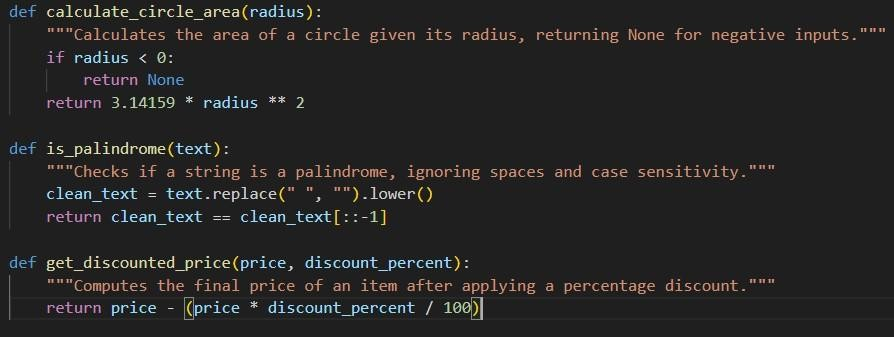 def calculate_circle_area(radius):
    """Calculates the area of a circle given its radius, returning None for negative inputs."""
    if radius < 0:
        return None
    return 3.14159 * radius ** 2

def is_palindrome(text):
    """Checks if a string is a palindrome, ignoring spaces and case sensitivity."""
    clean_text = text.replace(" ", "").lower()
    return clean_text == clean_text[::-1]

def get_discounted_price(price, discount_percent):
    """Computes the final price of an item after applying a percentage discount."""
    return price - (price * discount_percent / 100)